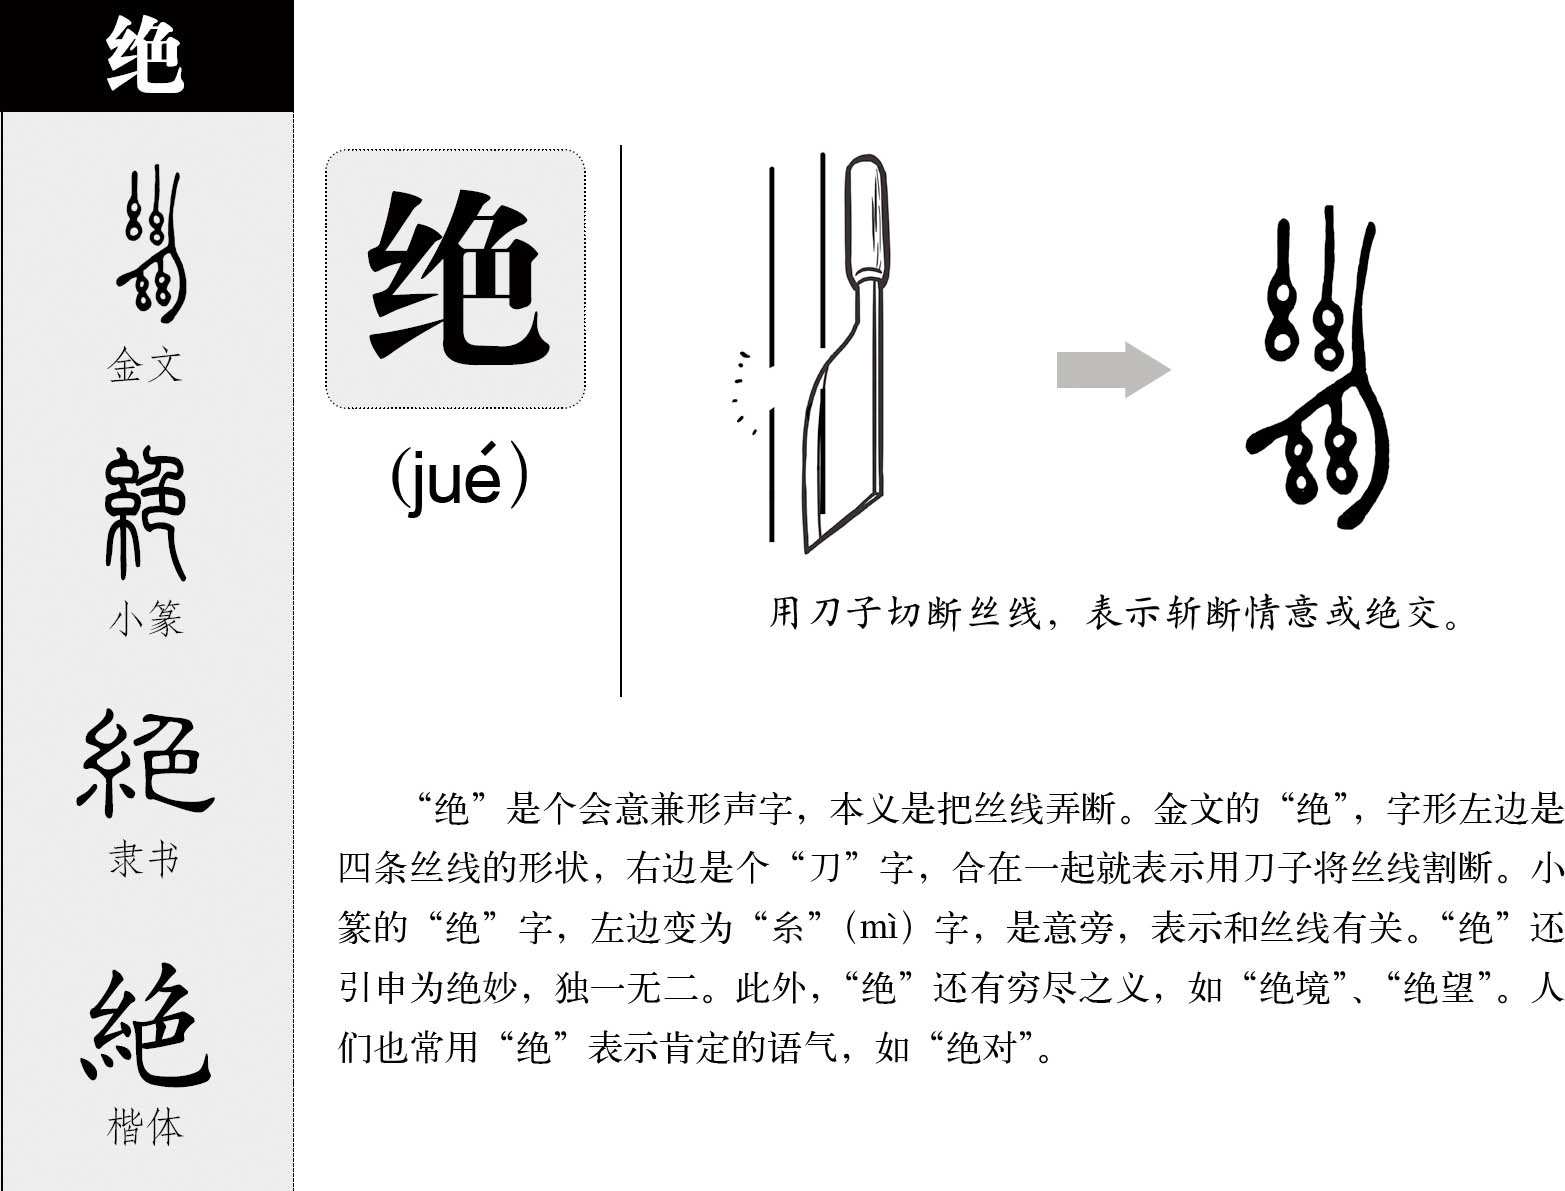 绝
金文
絕
小篆
絕
隶书
絕
楷体
绝
(jué)
用刀子切断丝线，表示斩断情意或绝交。
“绝”是个会意兼形声字，本义是把丝线弄断。金文的“绝”，字形左边是
四条丝线的形状，右边是个“刀”字，合在一起就表示用刀子将丝线割断。小
篆的“绝”字，左边变为“糸”（mì）字，是意旁，表示和丝线有关。“绝”还
引申为绝妙，独一无二。此外，“绝”还有穷尽之义，如“绝境”、“绝望”。人
们也常用“绝”表示肯定的语气，如“绝对”。